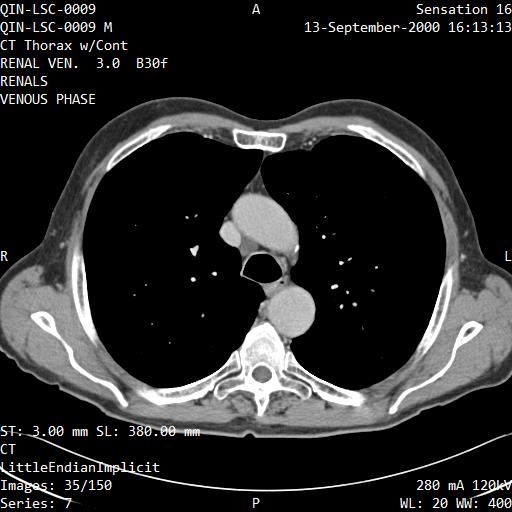 QIN-LSC-0009
A
Sensation 16
QIN-LSC-0009 M
13-September-2000 16:13:13
CT Thorax w/Cont
RENAL VEN.  3.0  B30f
RENALS
VENOUS PHASE
R
L
ST: 3.00 mm SL: 380.00 mm
CT
LittleEndianImplicit
Images: 35/150
280 mA 120kV
Series: 7
P
WL: 20 WW: 400